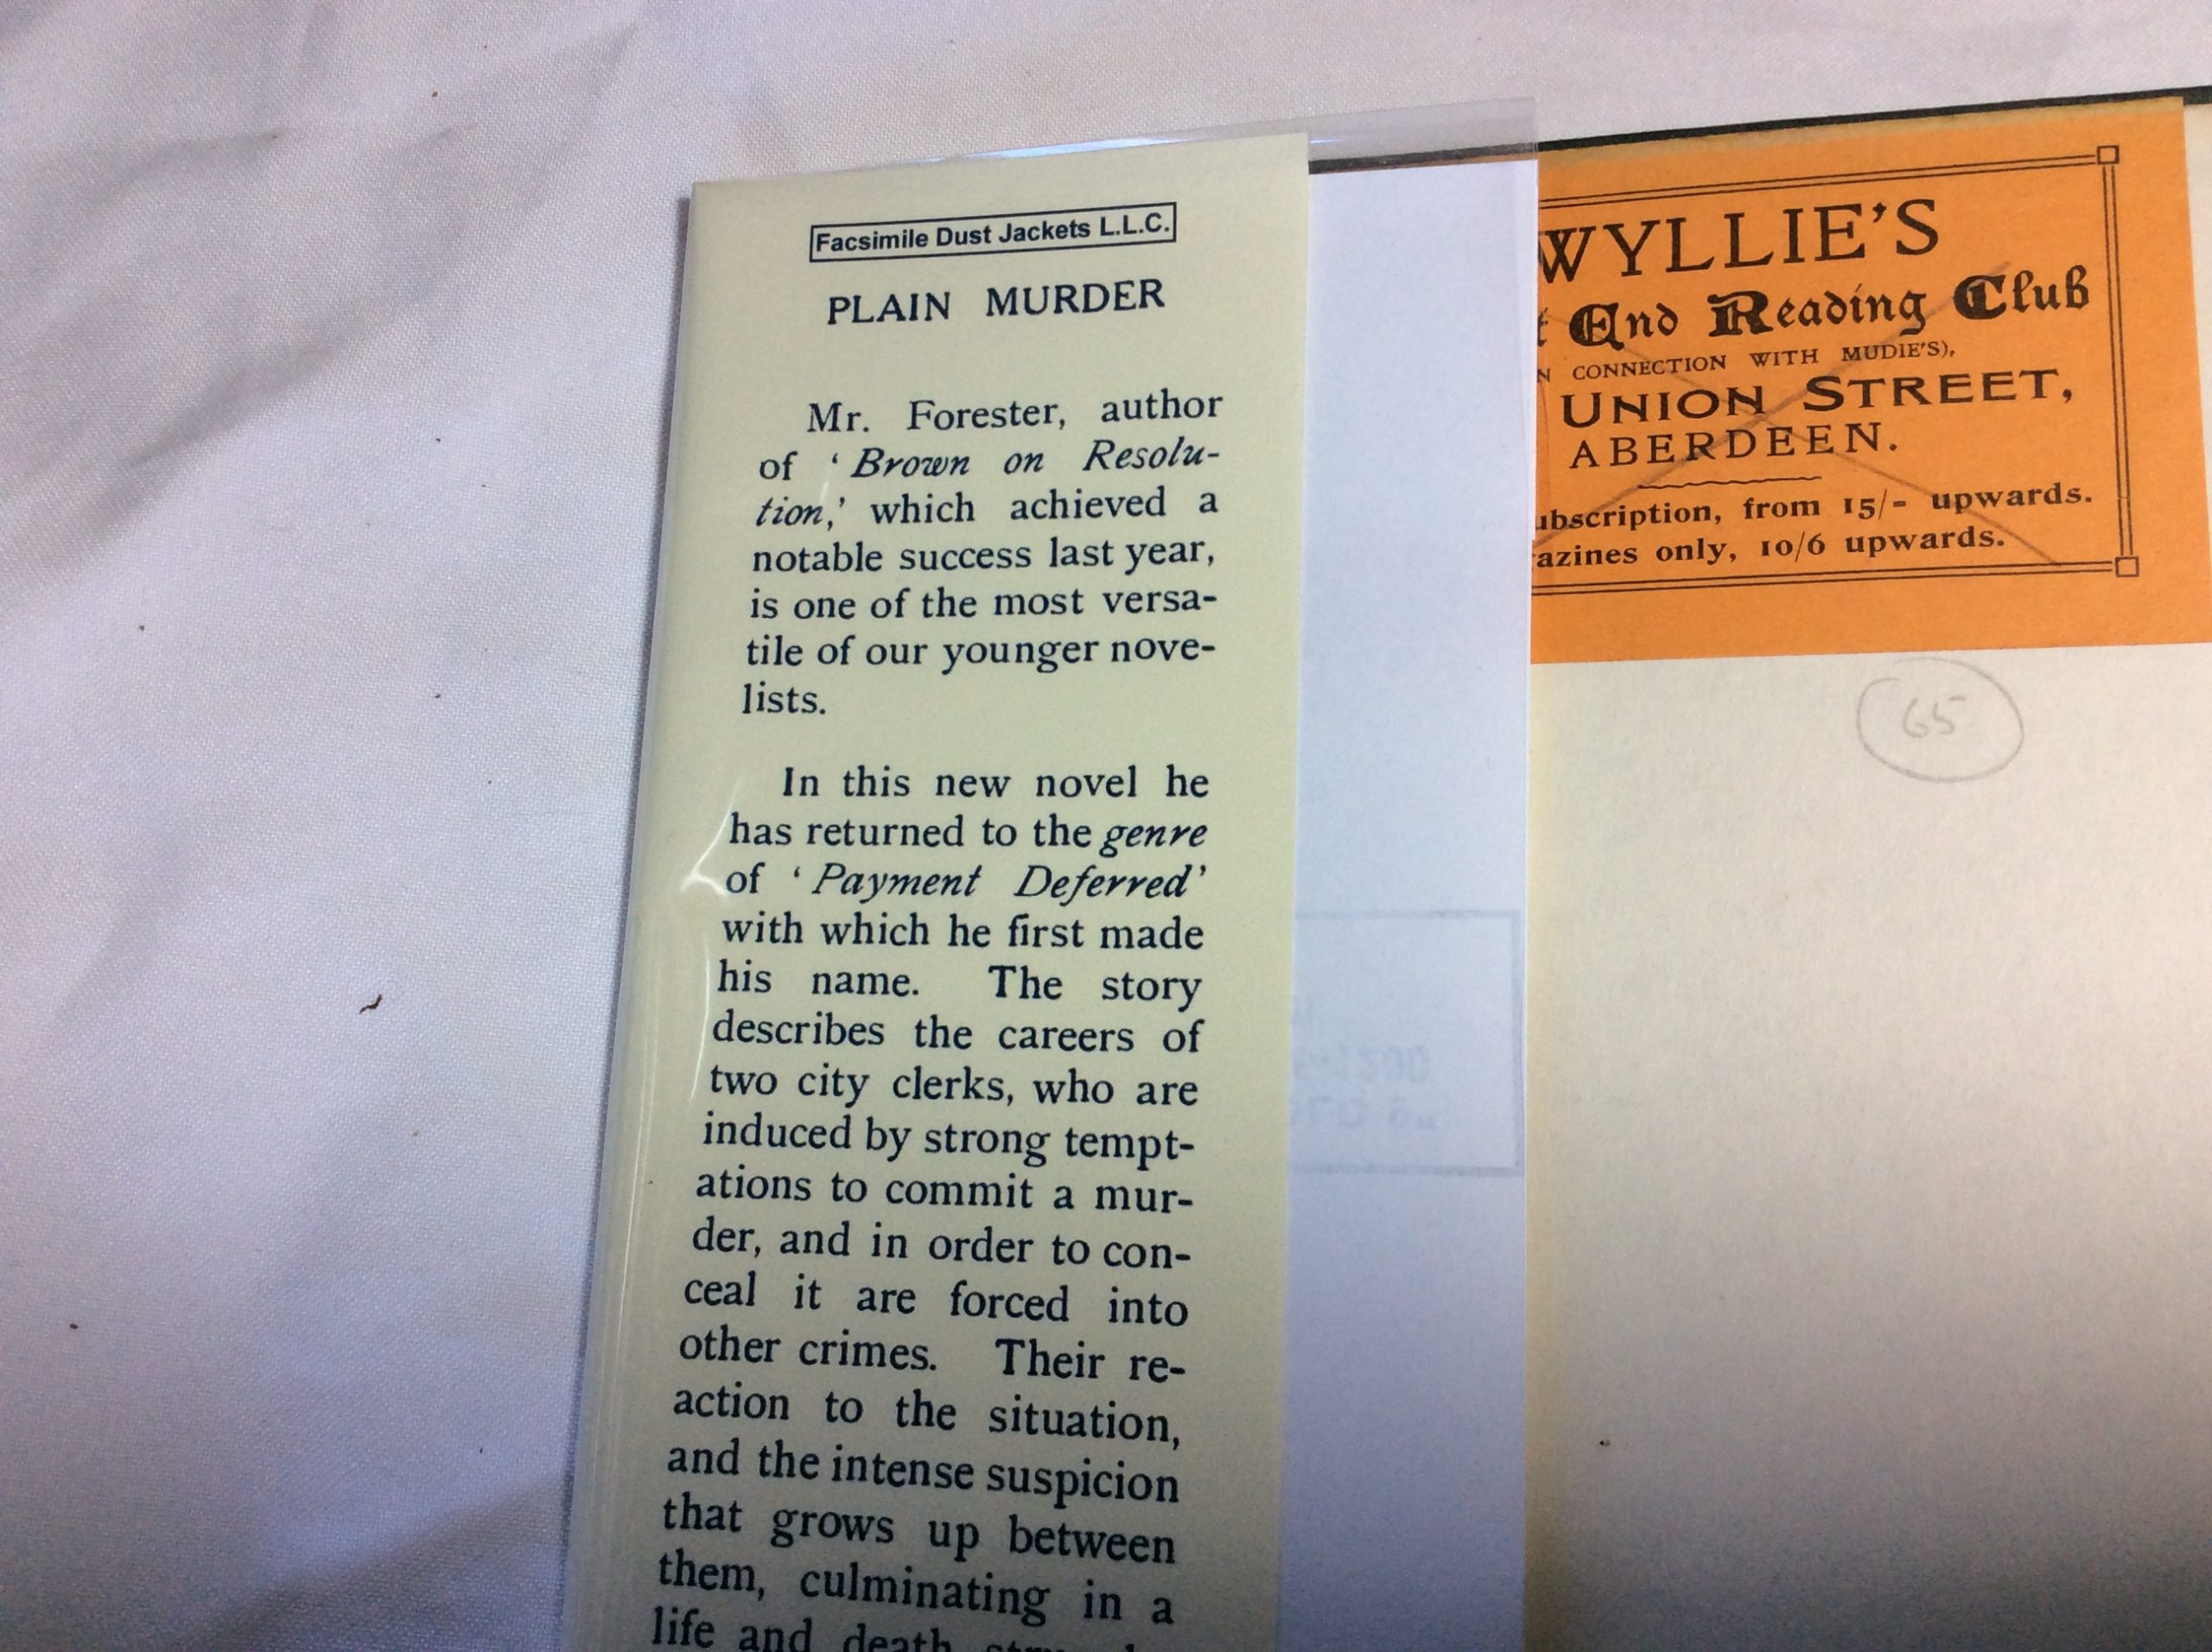 Facsimile Dust Jackets L.L.C.
PLAIN MURDER
Mr. Forester, author
of ‘Brown on Resolu-
tion,’ which achieved a
notable success last year,
is one of the most versa-
tile of our younger nove-
lists.
In this new novel he
has returned to the genre
of ‘Payment Deferred’
with which he first made
his name. The story
describes the careers of
two city clerks, who are
induced by strong tempt-
ations to commit a mur-
der, and in order to con-
ceal it are forced into
other crimes. Their re-
action to the situation,
and the intense suspicion
that grows up between
them, culminating in a
life and death
WYLLIE'S
End Reading Club
CONNECTION WITH MUDIE'S),
UNION STREET,
ABERDEEN.
ubscription, from 15/- upwards.
azines only, 10/6 upwards.
65